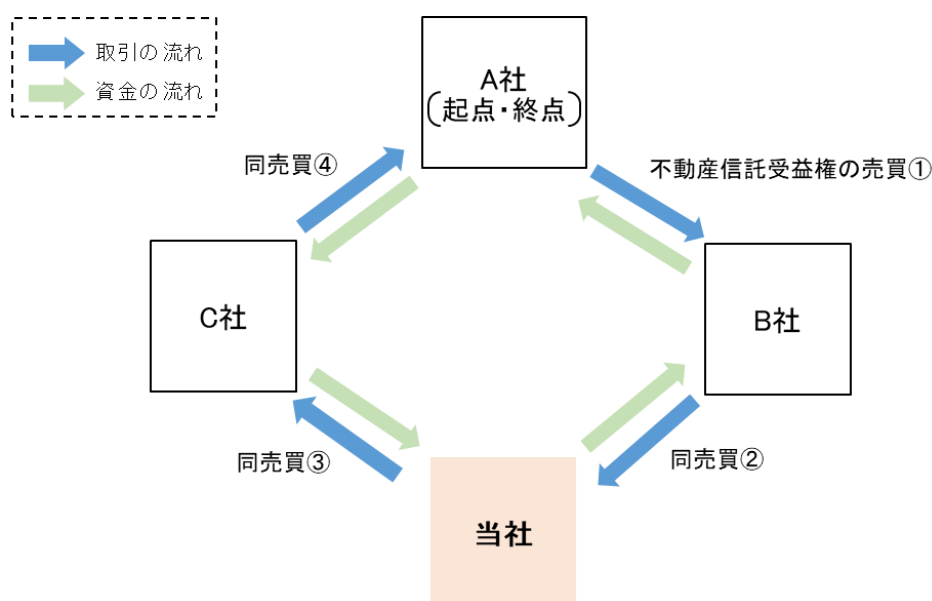 取引の流れ
資金の流れ
A社
(起点・終点)
同売買④
不動産信託受益権の売買①
C社
B社
同売買③
同売買②
当社